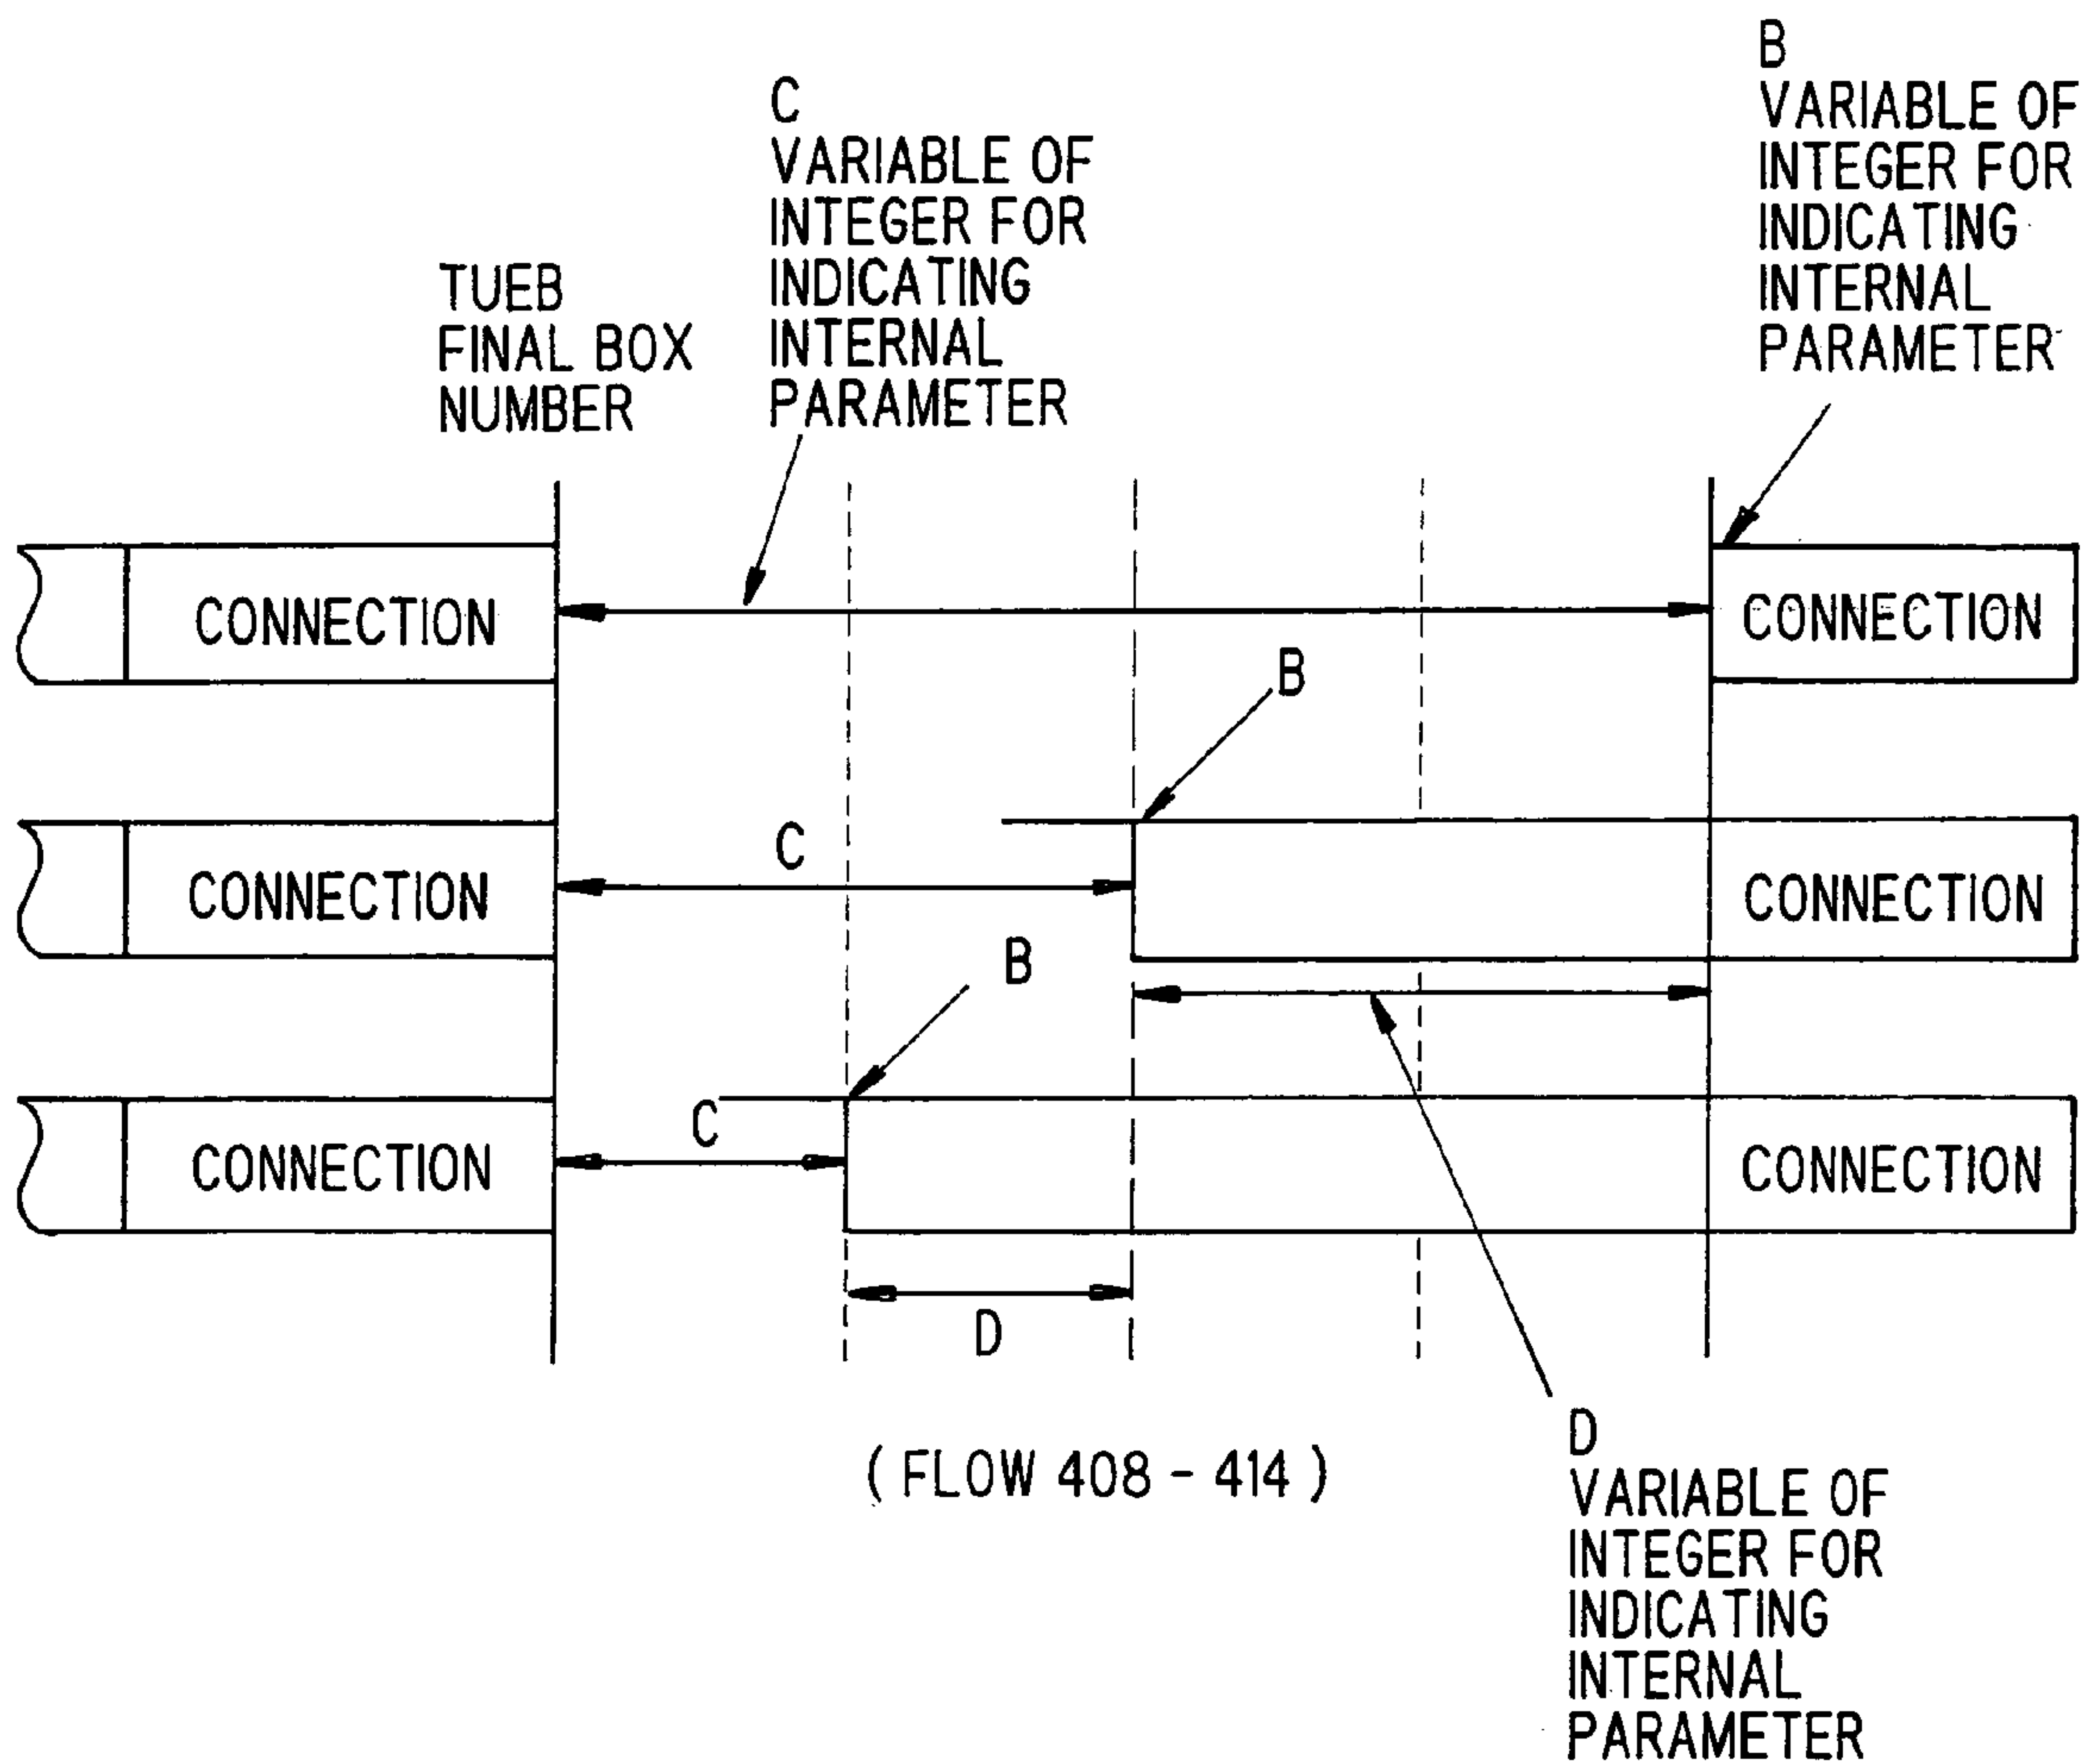 B
VARIABLE OF
INTEGER FOR
INDICATING
INTERNAL
PARAMETER
C
VARIABLE OF
INTEGER FOR
INDICATING
INTERNAL
PARAMETER
TUEB
FINAL BOX
NUMBER
CONNECTION
CONNECTION
B
C
CONNECTION
CONNECTION
B
C
CONNECTION
CONNECTION
D
D
VARIABLE OF
INTEGER FOR
INDICATING
INTERNAL
PARAMETER
( FLOW 408 - 414 )